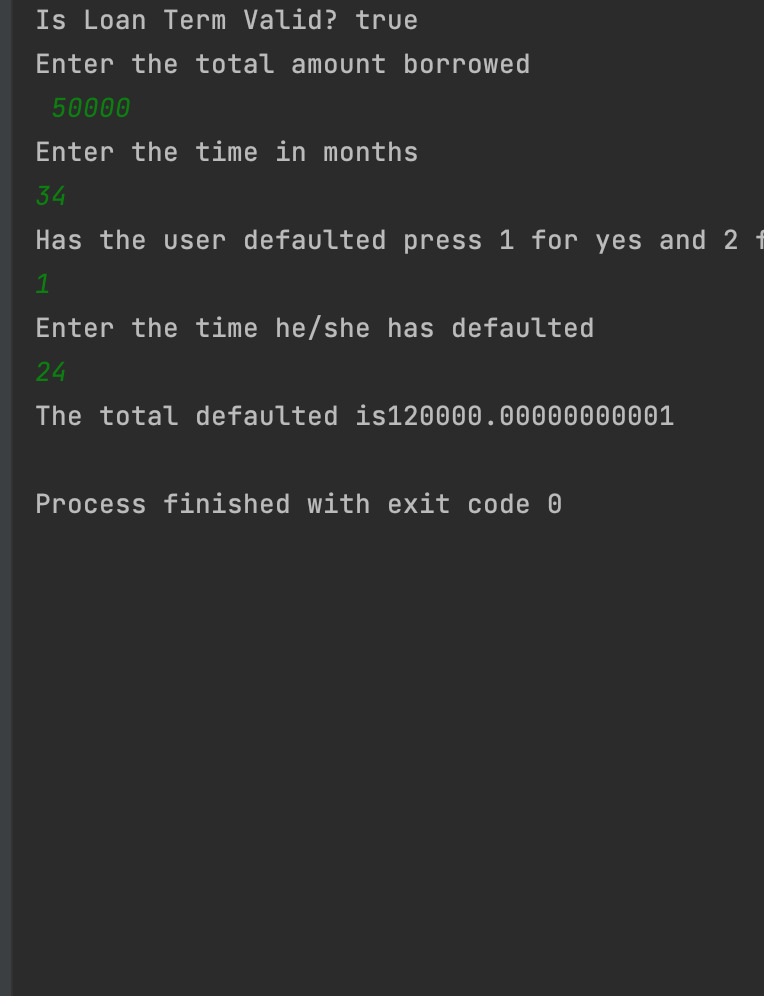 Is Loan Term Valid? true
Enter the total amount borrowed
50000
Enter the time in months
34
Has the user defaulted press 1 for yes and 2 f
1
Enter the time he/she has defaulted
24
The total defaulted is120000.00000000001
Process finished with exit code 0